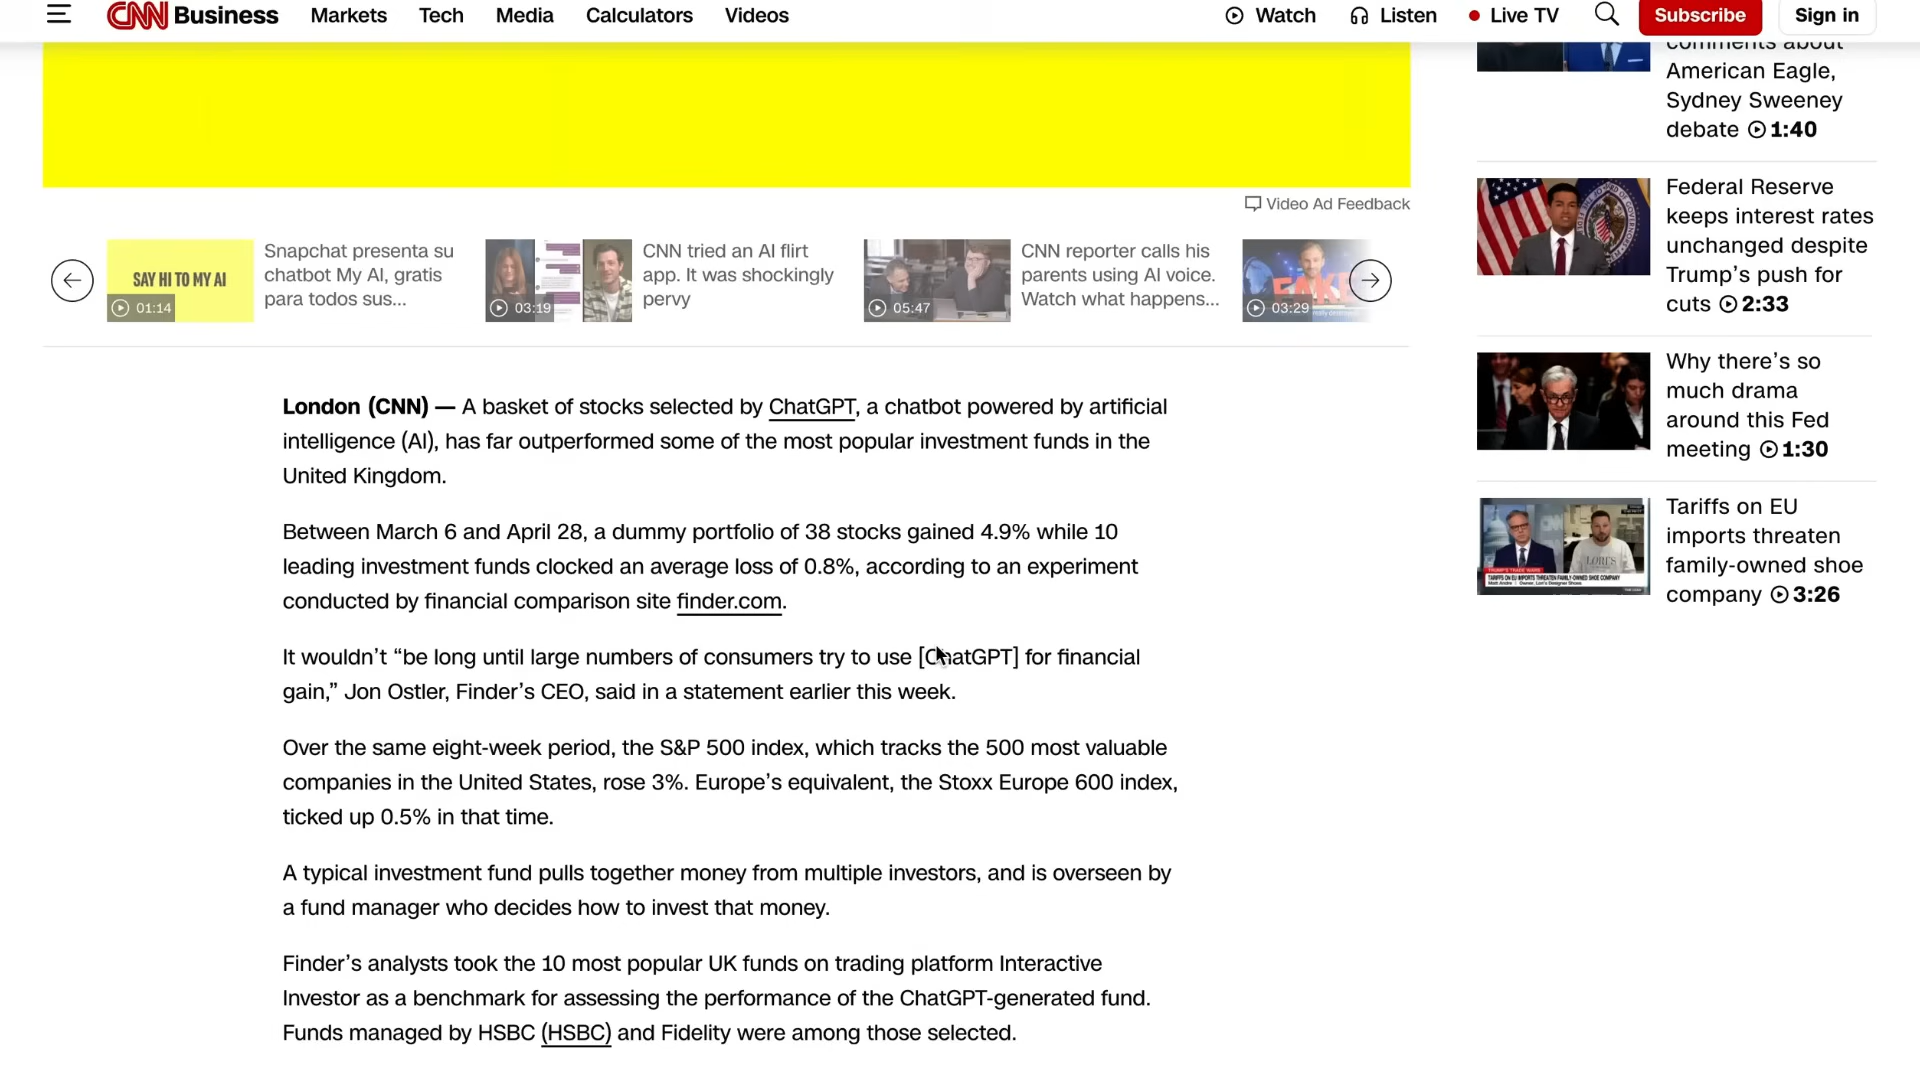 CNN Business Markets Tech Media Calculators Videos Watch Listen Live TV Subscribe Sign in
comments about
American Eagle,
Sydney Sweeney
debate 1:40
Video Ad Feedback
Federal Reserve
keeps interest rates
unchanged despite
Trump's push for
cuts 2:33
SAY HI TO MY AI
01:14
Snapchat presenta su
chatbot My AI, gratis
para todos sus...
03:19
CNN tried an AI flirt
app. It was shockingly
pervy
05:47
CNN reporter calls his
parents using AI voice.
Watch what happens...
FAKE
03:29
Why there's so
much drama
around this Fed
meeting 1:30
Tariffs on EU
imports threaten
family-owned shoe
company 3:26
TARIFFS ON EU IMPORTS THREATEN FAMILY-OWNED SHOE COMPANY
London (CNN) — A basket of stocks selected by ChatGPT, a chatbot powered by artificial
intelligence (AI), has far outperformed some of the most popular investment funds in the
United Kingdom.
Between March 6 and April 28, a dummy portfolio of 38 stocks gained 4.9% while 10
leading investment funds clocked an average loss of 0.8%, according to an experiment
conducted by financial comparison site finder.com.
It wouldn't “be long until large numbers of consumers try to use [ChatGPT] for financial
gain,” Jon Ostler, Finder's CEO, said in a statement earlier this week.
Over the same eight-week period, the S&P 500 index, which tracks the 500 most valuable
companies in the United States, rose 3%. Europe's equivalent, the Stoxx Europe 600 index,
ticked up 0.5% in that time.
A typical investment fund pulls together money from multiple investors, and is overseen by
a fund manager who decides how to invest that money.
Finder's analysts took the 10 most popular UK funds on trading platform Interactive
Investor as a benchmark for assessing the performance of the ChatGPT-generated fund.
Funds managed by HSBC (HSBC) and Fidelity were among those selected.